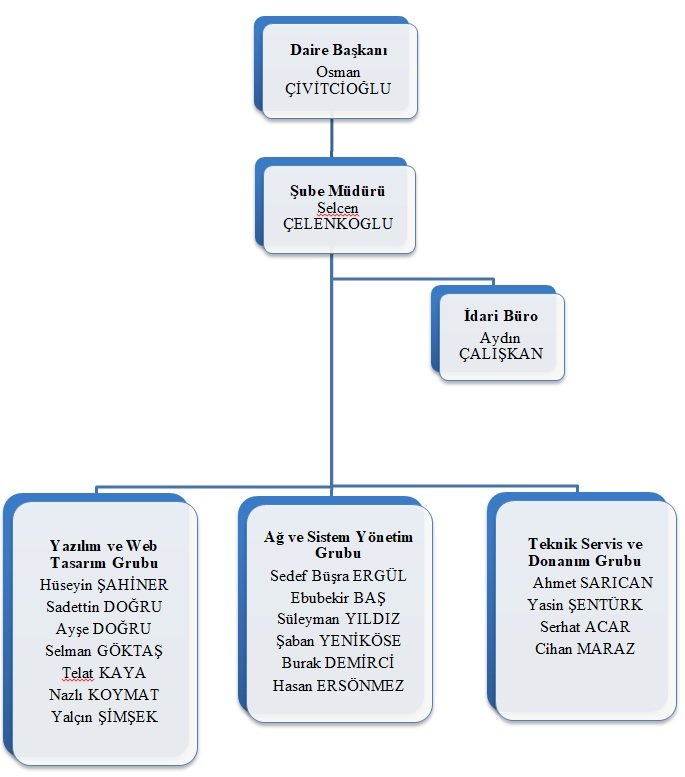 Daire Başkanı
Osman
ÇİVİTCİOĞLU
Şube Müdürü
Selcen
ÇELENKOGLU
İdari Büro
Aydın
ÇALIŞKAN
Yazılım ve Web
Tasarım Grubu
Hüseyin ŞAHİNER
Sadettin DOĞRU
Ayşe DOĞRU
Selman GÖKTAŞ
Telat KAYA
Nazlı KOYMAT
Yalçın ŞİMŞEK
Ağ ve Sistem Yönetim
Grubu
Sedef Büşra ERGÜL
Ebubekir BAŞ
Süleyman YILDIZ
Şaban YENİKÖSE
Burak DEMİRCİ
Hasan ERSÖNMEZ
Teknik Servis ve
Donanım Grubu
Ahmet SARICAN
Yasin ŞENTÜRK
Serhat ACAR
Cihan MARAZ